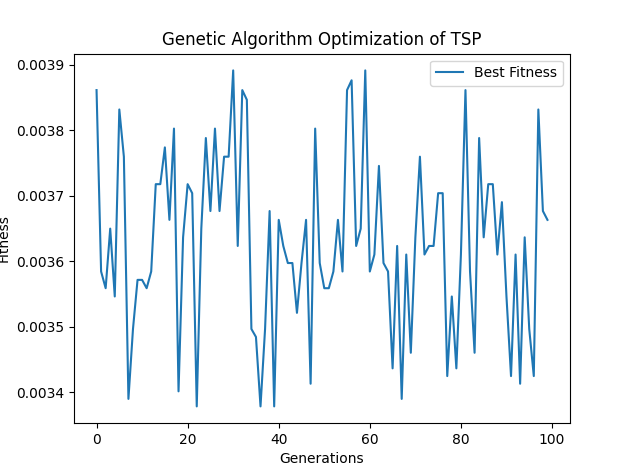 Genetic Algorithm Optimization of TSP
Best Fitness
0.0039
0.0038
0.0037
0.0036
0.0035
0.0034
Fitness
0 20 40 60 80 100
Generations